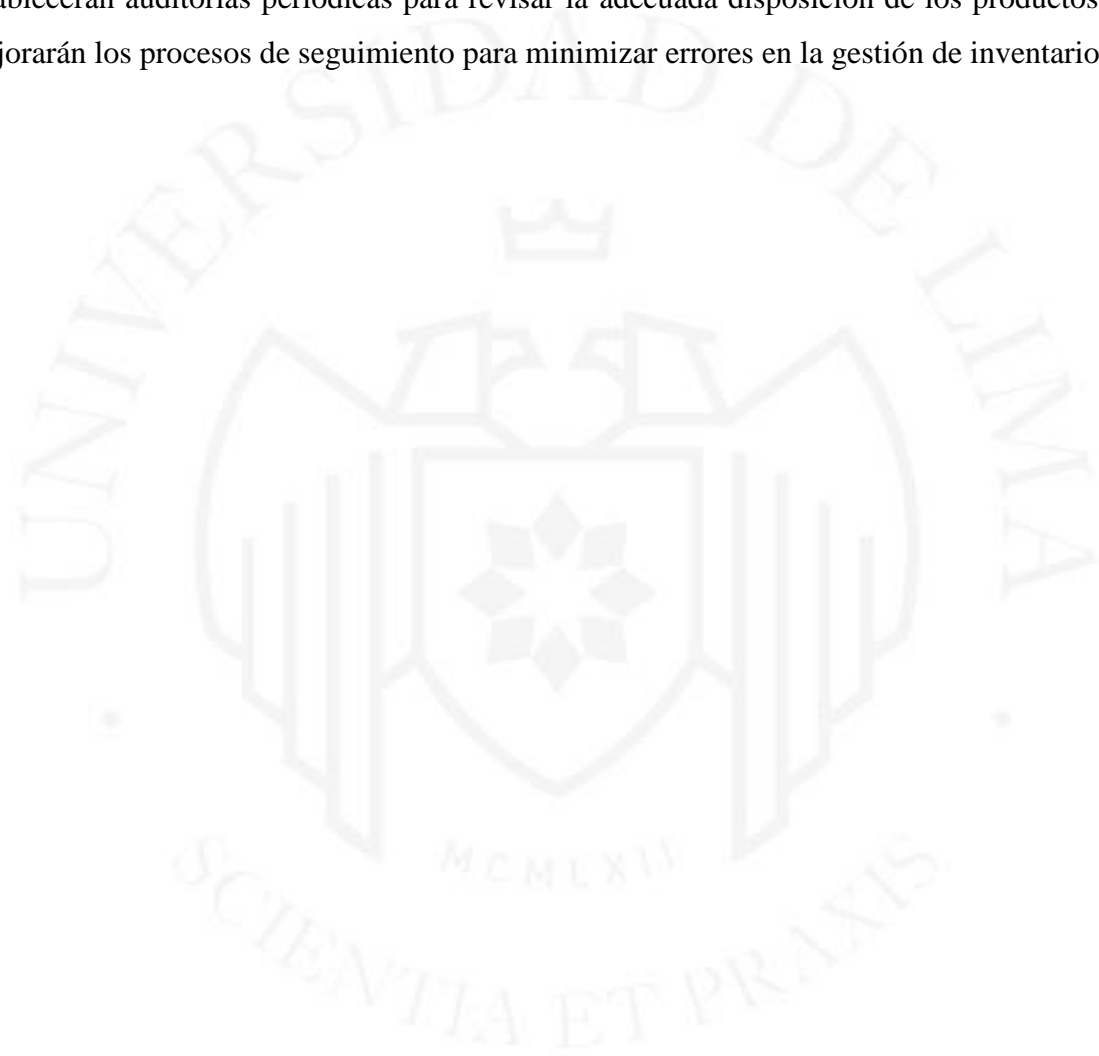 ablecerán auditorías periódicas para revisar la adecuada disposición de los productos
jorarán los procesos de seguimiento para minimizar errores en la gestión de inventario
UNIVERSIDAD DE LIMA
MCMLXII
SCIENTIA ET PRAXIS